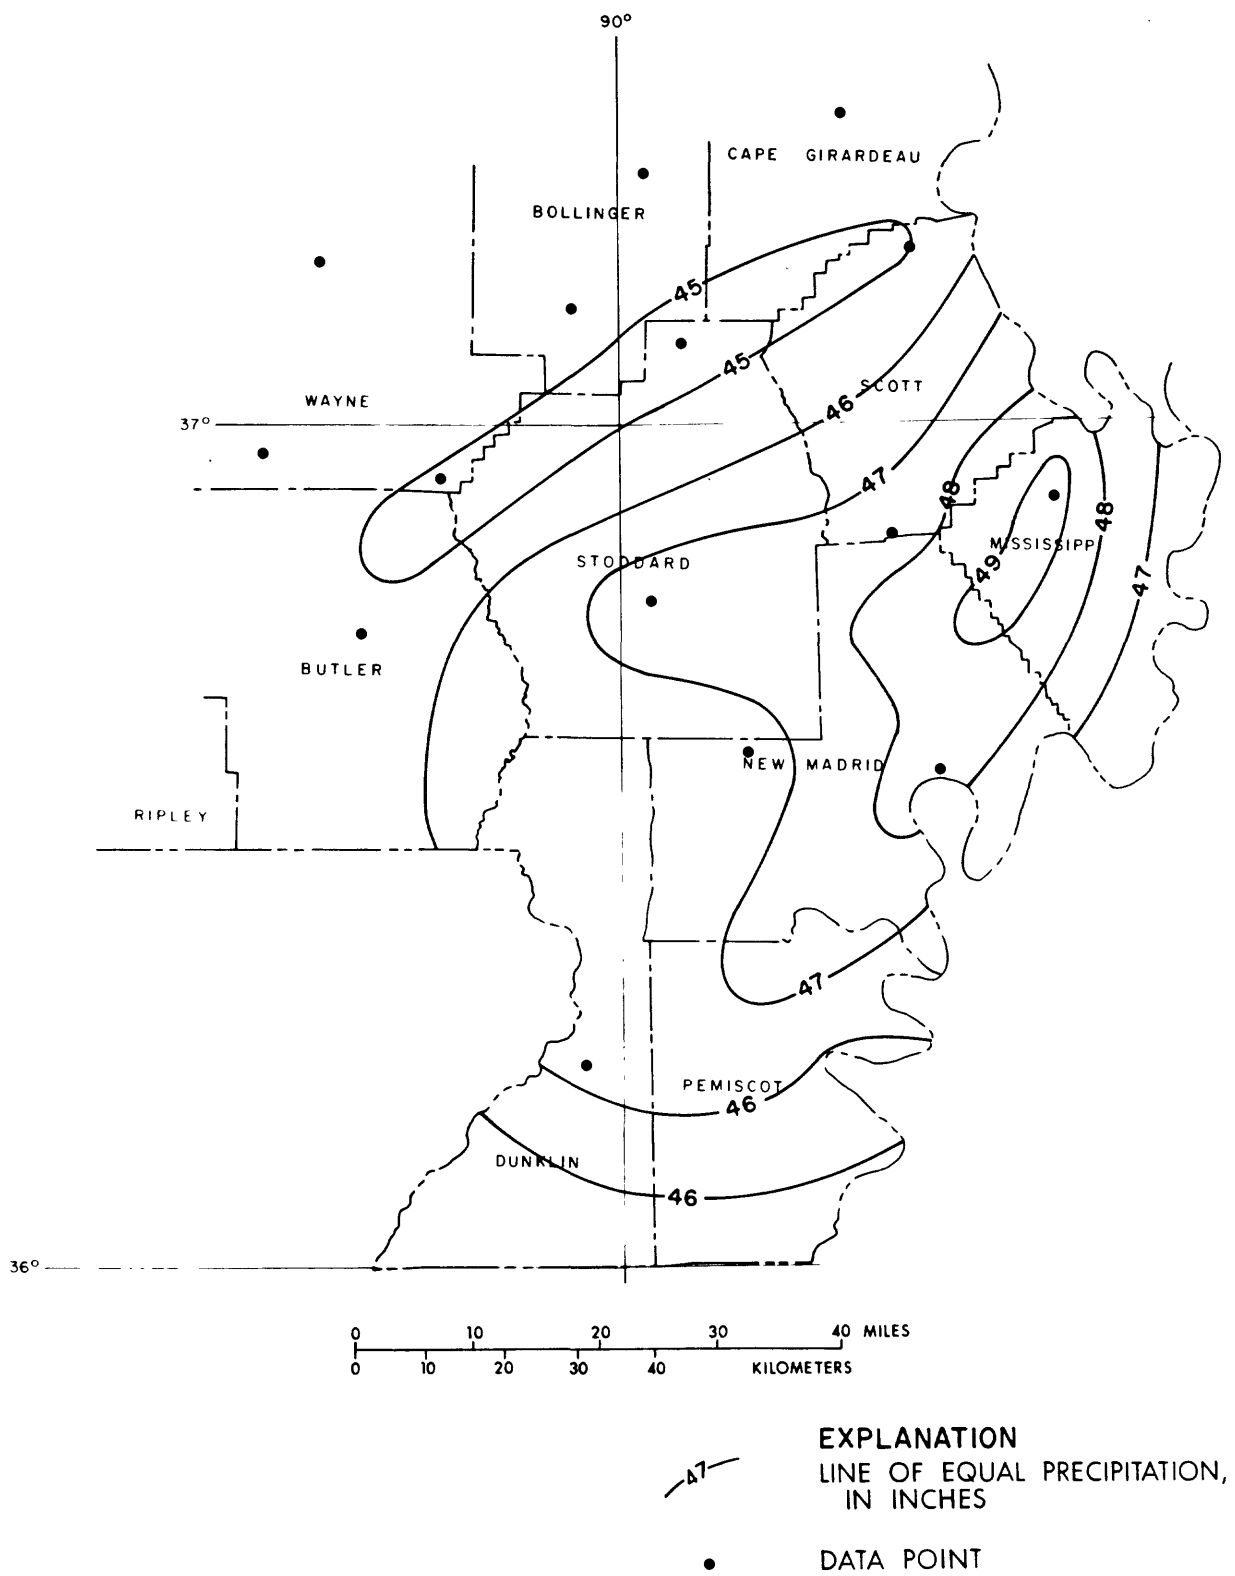 90°
CAPE GIRARDEAU
BOLLINGER
45
45
SCOTT
WAYNE
46
37°
47
48
48
MISSISSIPPI
STODDARD
49
47
BUTLER
NEW MADRID
RIPLEY
47
PEMISCOT
46
DUNKLIN
46
36°
0 10 20 30 40 MILES
0 10 20 30 40 KILOMETERS
EXPLANATION
47 LINE OF EQUAL PRECIPITATION,
IN INCHES
DATA POINT